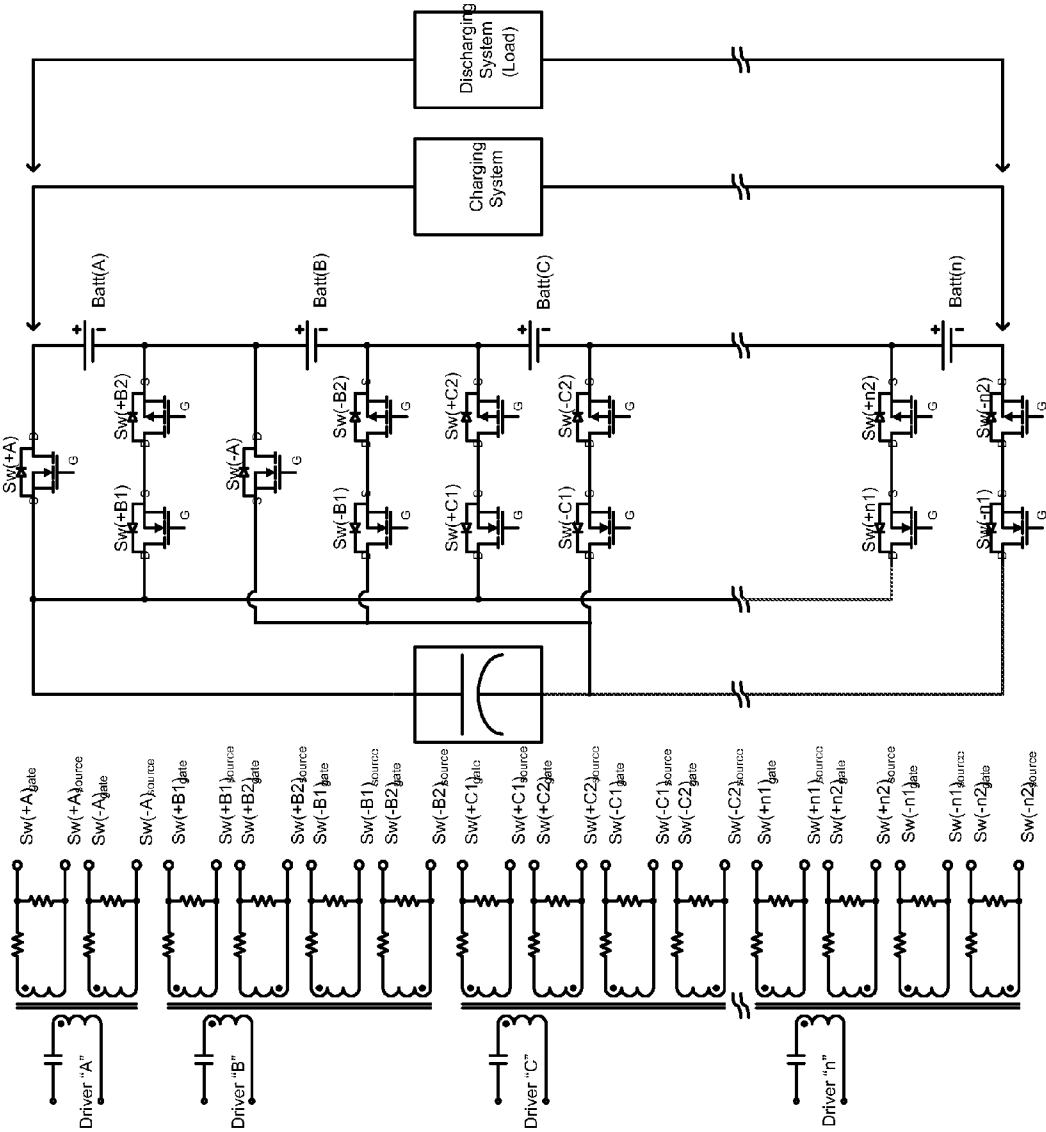 Discharging
System
(Load)
Charging
System
Batt(A)
Batt(B)
Batt(C)
Batt(n)
+
-
+
-
+
-
+
-
Sw(+A)
S
D
G
Sw(+B2)
D
S
G
Sw(+B1)
D
S
G
Sw(-A)
S
D
G
Sw(-B2)
D
S
G
Sw(-B1)
D
S
G
Sw(+C2)
D
S
G
Sw(+C1)
D
S
G
Sw(-C2)
D
S
G
Sw(-C1)
D
S
G
Sw(+n2)
D
S
G
Sw(+n1)
D
S
G
Sw(-n2)
D
S
G
Sw(-n1)
D
S
G
Sw(+A)gate
Sw(+A)source
Sw(-A)gate
Sw(-A)source
Sw(+B1)gate
Sw(+B1)source
Sw(+B2)gate
Sw(+B2)source
Sw(-B1)gate
Sw(-B1)source
Sw(-B2)gate
Sw(-B2)source
Sw(+C1)gate
Sw(+C1)source
Sw(+C2)gate
Sw(+C2)source
Sw(-C1)gate
Sw(-C1)source
Sw(-C2)gate
Sw(-C2)source
Sw(+n1)gate
Sw(+n1)source
Sw(+n2)gate
Sw(+n2)source
Sw(-n1)gate
Sw(-n1)source
Sw(-n2)gate
Sw(-n2)source
Driver "A"
Driver "B"
Driver "C"
Driver "n"